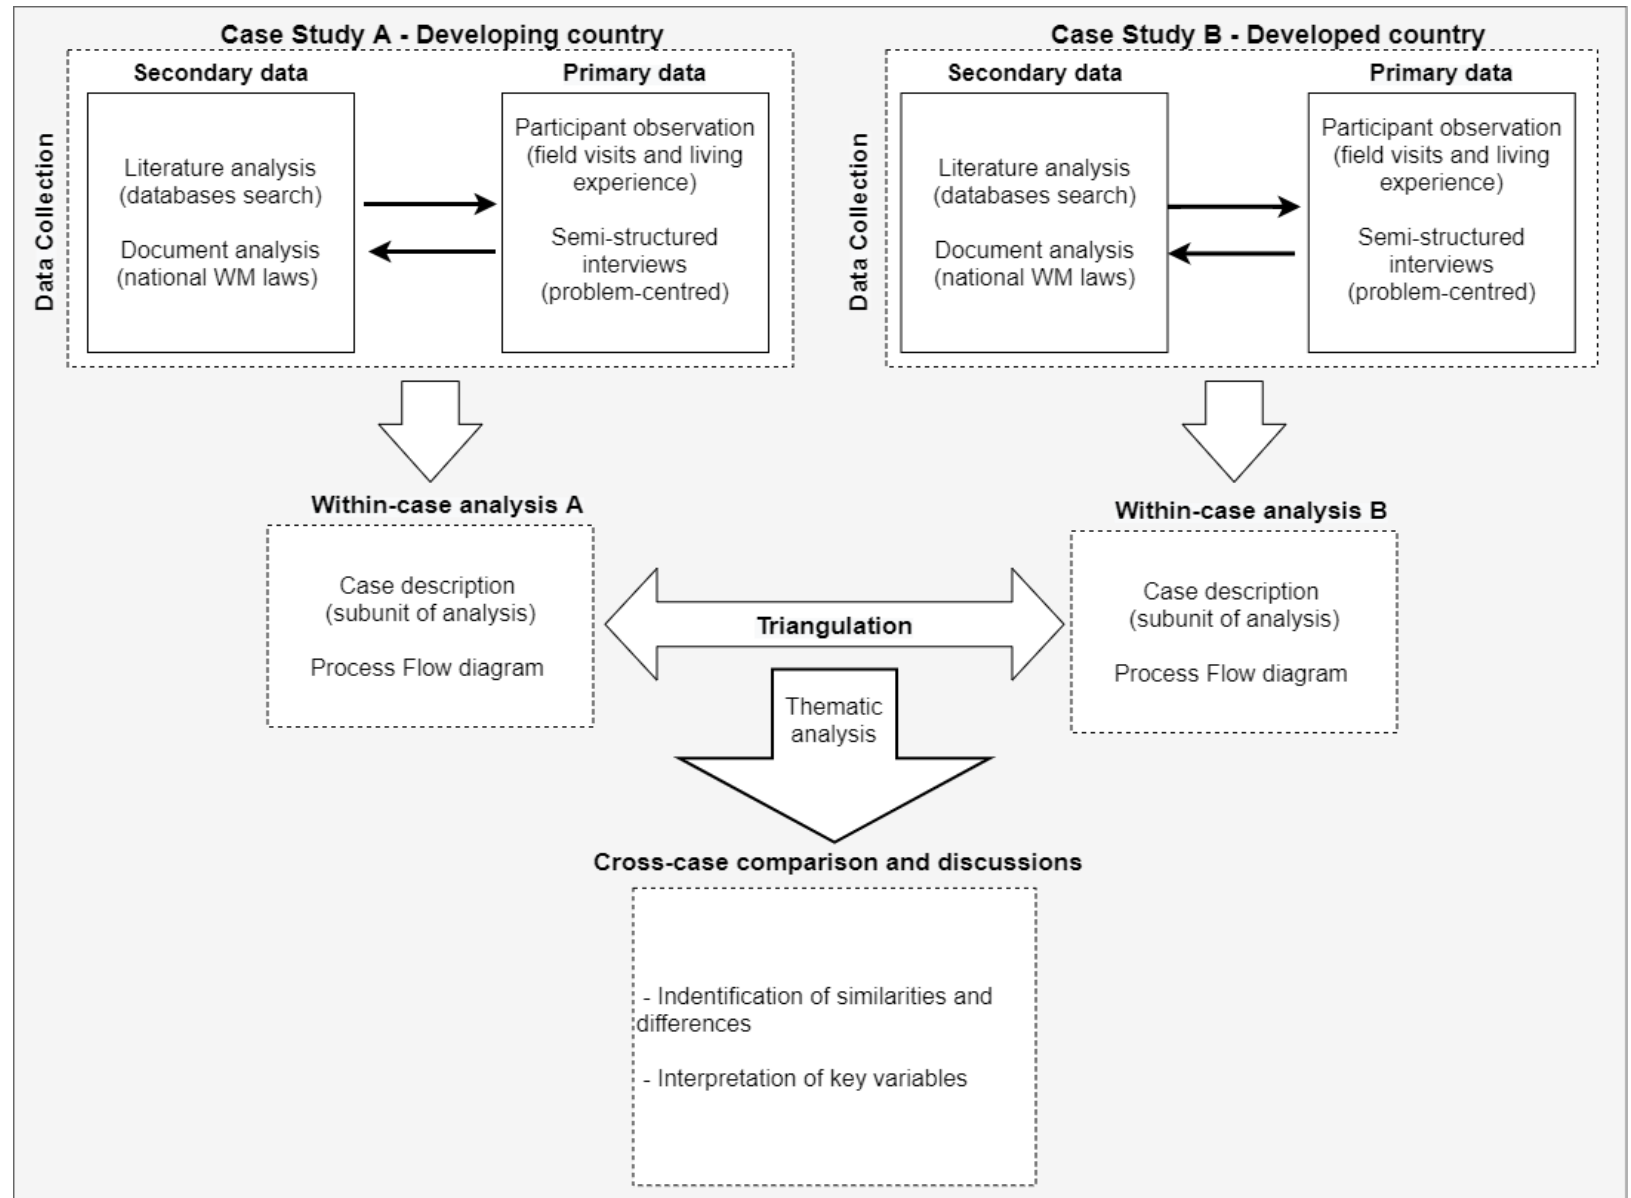 Case Study A - Developing country
Secondary data
Primary data
Data Collection
Literature analysis
(databases search)
Document analysis
(national WM laws)
Participant observation
(field visits and living
experience)
Semi-structured
interviews
(problem-centred)
Case Study B - Developed country
Secondary data
Primary data
Data Collection
Literature analysis
(databases search)
Document analysis
(national WM laws)
Participant observation
(field visits and living
experience)
Semi-structured
interviews
(problem-centred)
Within-case analysis A
Case description
(subunit of analysis)
Process Flow diagram
Triangulation
Within-case analysis B
Case description
(subunit of analysis)
Process Flow diagram
Thematic
analysis
Cross-case comparison and discussions
- Indentification of similarities and
differences
- Interpretation of key variables